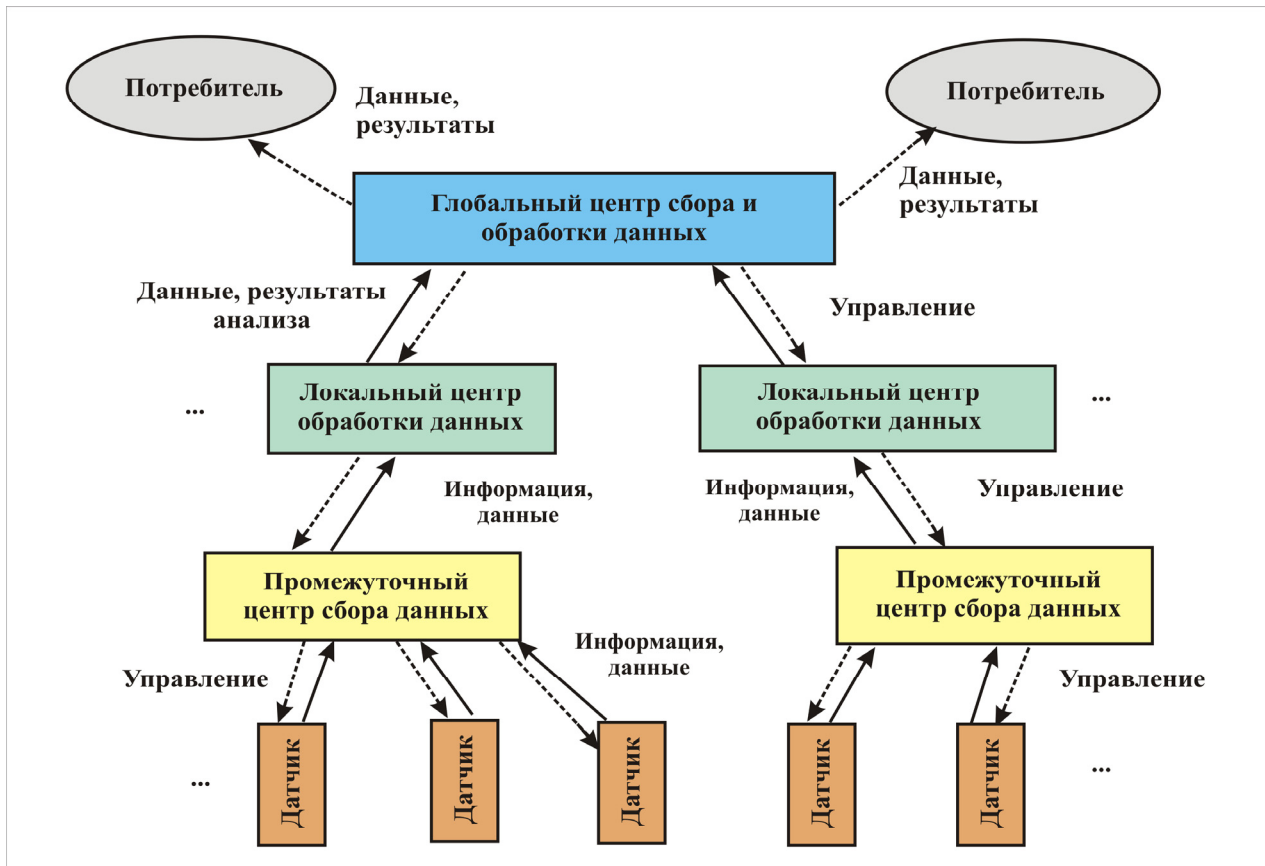 Потребитель
Потребитель
Данные,
результаты
Данные,
результаты
Глобальный центр сбора и
обработки данных
Данные, результаты
анализа
Управление
Локальный центр
обработки данных
Локальный центр
обработки данных
...
...
Информация,
данные
Информация,
данные
Управление
Промежуточный
центр сбора данных
Промежуточный
центр сбора данных
Информация,
данные
Управление
Управление
Датчик
Датчик
Датчик
Датчик
Датчик
...
...